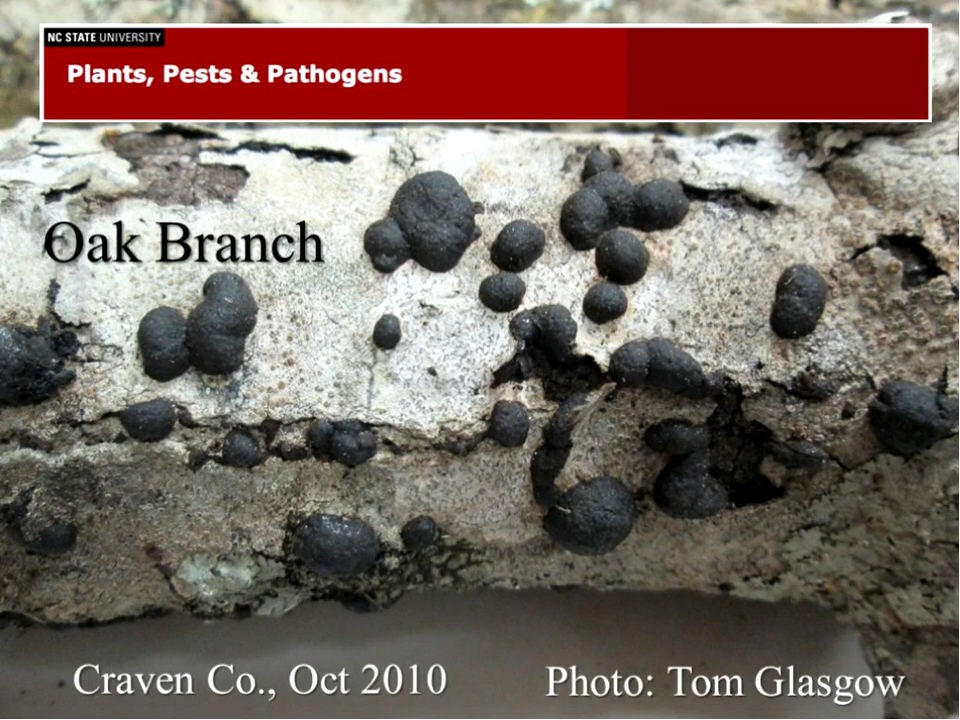 NC STATE UNIVERSITY
Plants, Pests & Pathogens
Oak Branch
Craven Co., Oct 2010
Photo: Tom Glasgow